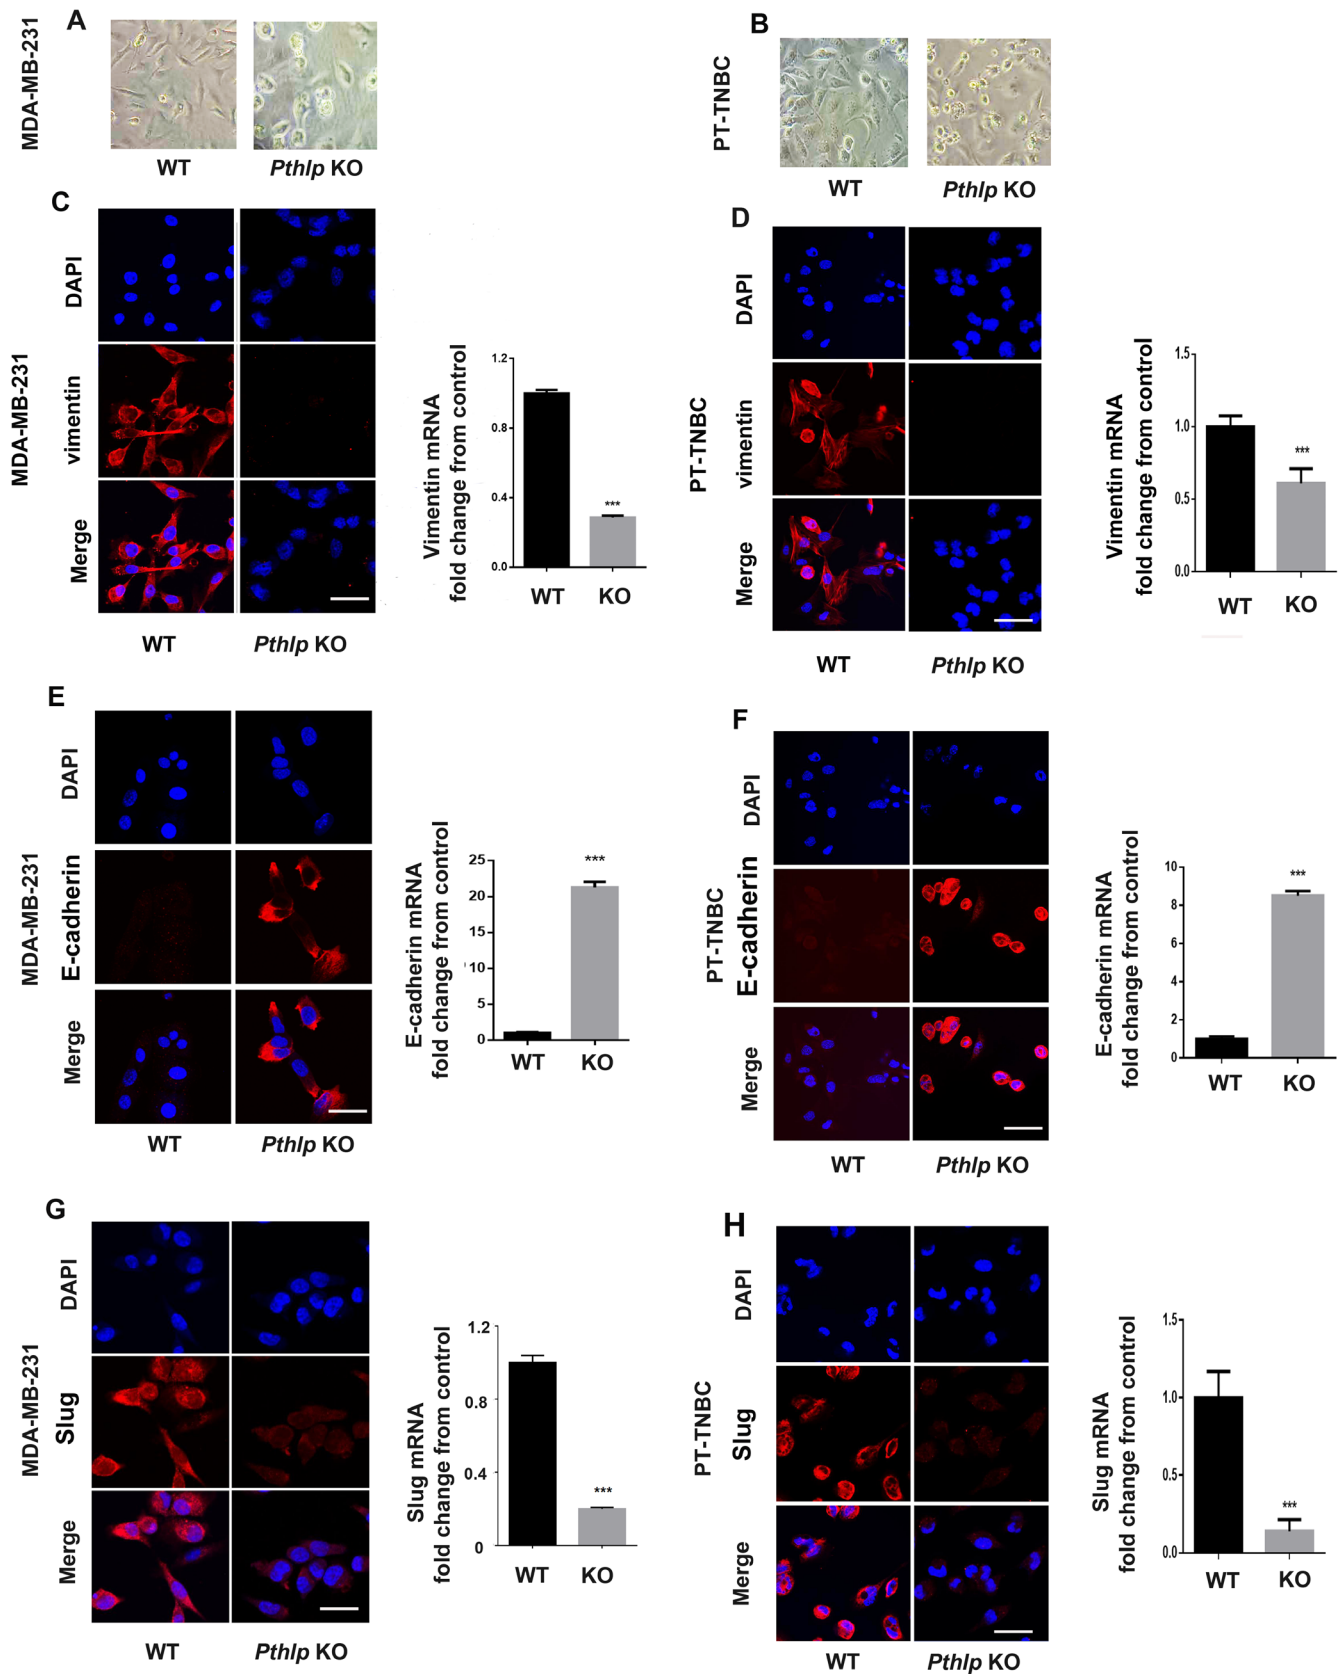 A
MDA-MB-231
WT
Pthlp KO
B
PT-TNBC
WT
Pthlp KO
C
MDA-MB-231
DAPI
vimentin
Merge
WT
Pthlp KO
Vimentin mRNA
fold change from control
1.2
0.8
0.4
0.0
***
WT
KO
D
PT-TNBC
DAPI
vimentin
Merge
WT
Pthlp KO
Vimentin mRNA
fold change from control
1.5
1.0
0.5
0.0
***
WT
KO
E
MDA-MB-231
DAPI
E-cadherin
Merge
WT
Pthlp KO
E-cadherin mRNA
fold change from control
25
20
15
10
5
0
***
WT
KO
F
PT-TNBC
DAPI
E-cadherin
Merge
WT
Pthlp KO
E-cadherin mRNA
fold change from control
10
8
6
4
2
0
***
WT
KO
G
MDA-MB-231
DAPI
Slug
Merge
WT
Pthlp KO
Slug mRNA
fold change from control
1.2
0.8
0.4
0
***
WT
KO
H
PT-TNBC
DAPI
Slug
Merge
WT
Pthlp KO
Slug mRNA
fold change from control
1.5
1.0
0.5
0.0
***
WT
KO